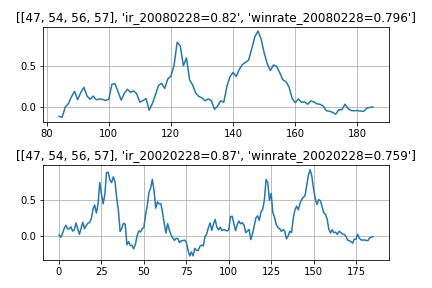 [[47, 54, 56, 57], 'ir_20080228=0.82', 'winrate_20080228=0.796']
0.5
0.0
80 100 120 140 160 180
[[47, 54, 56, 57], 'ir_20020228=0.87', 'winrate_20020228=0.759']
0.5
0.0
0 25 50 75 100 125 150 175